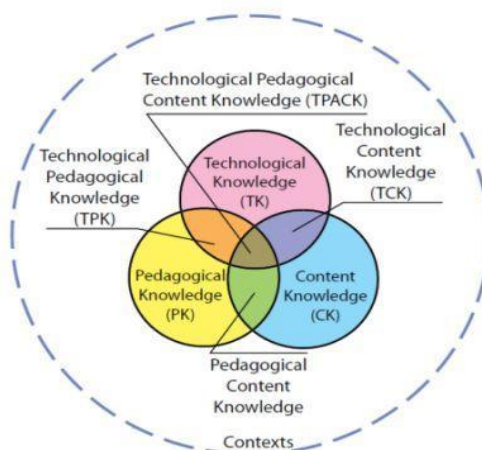 Technological Pedagogical
Content Knowledge (TPACK)
Technological
Content
Knowledge
(TCK)
Technological
Pedagogical
Knowledge
(TPK)
Technological
Knowledge
(TK)
Pedagogical
Knowledge
(PK)
Content
Knowledge
(CK)
Pedagogical
Content
Knowledge
Contexts